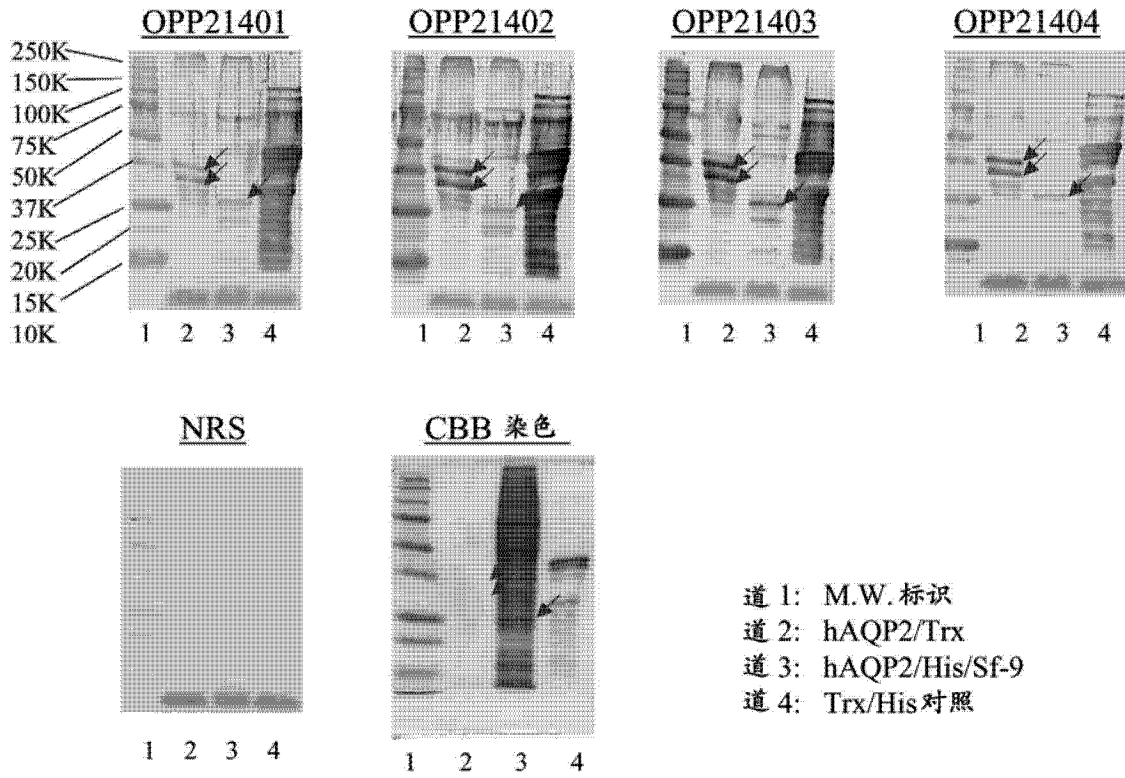 OPP21401 OPP21402 OPP21403 OPP21404
250K
150K
100K
75K
50K
37K
25K
20K
15K
10K
1 2 3 4 1 2 3 4 1 2 3 4 1 2 3 4
NRS CBB 染色
1 2 3 4 1 2 3 4
道 1: M.W. 标识
道 2: hAQP2/Trx
道 3: hAQP2/His/Sf-9
道 4: Trx/His 对照